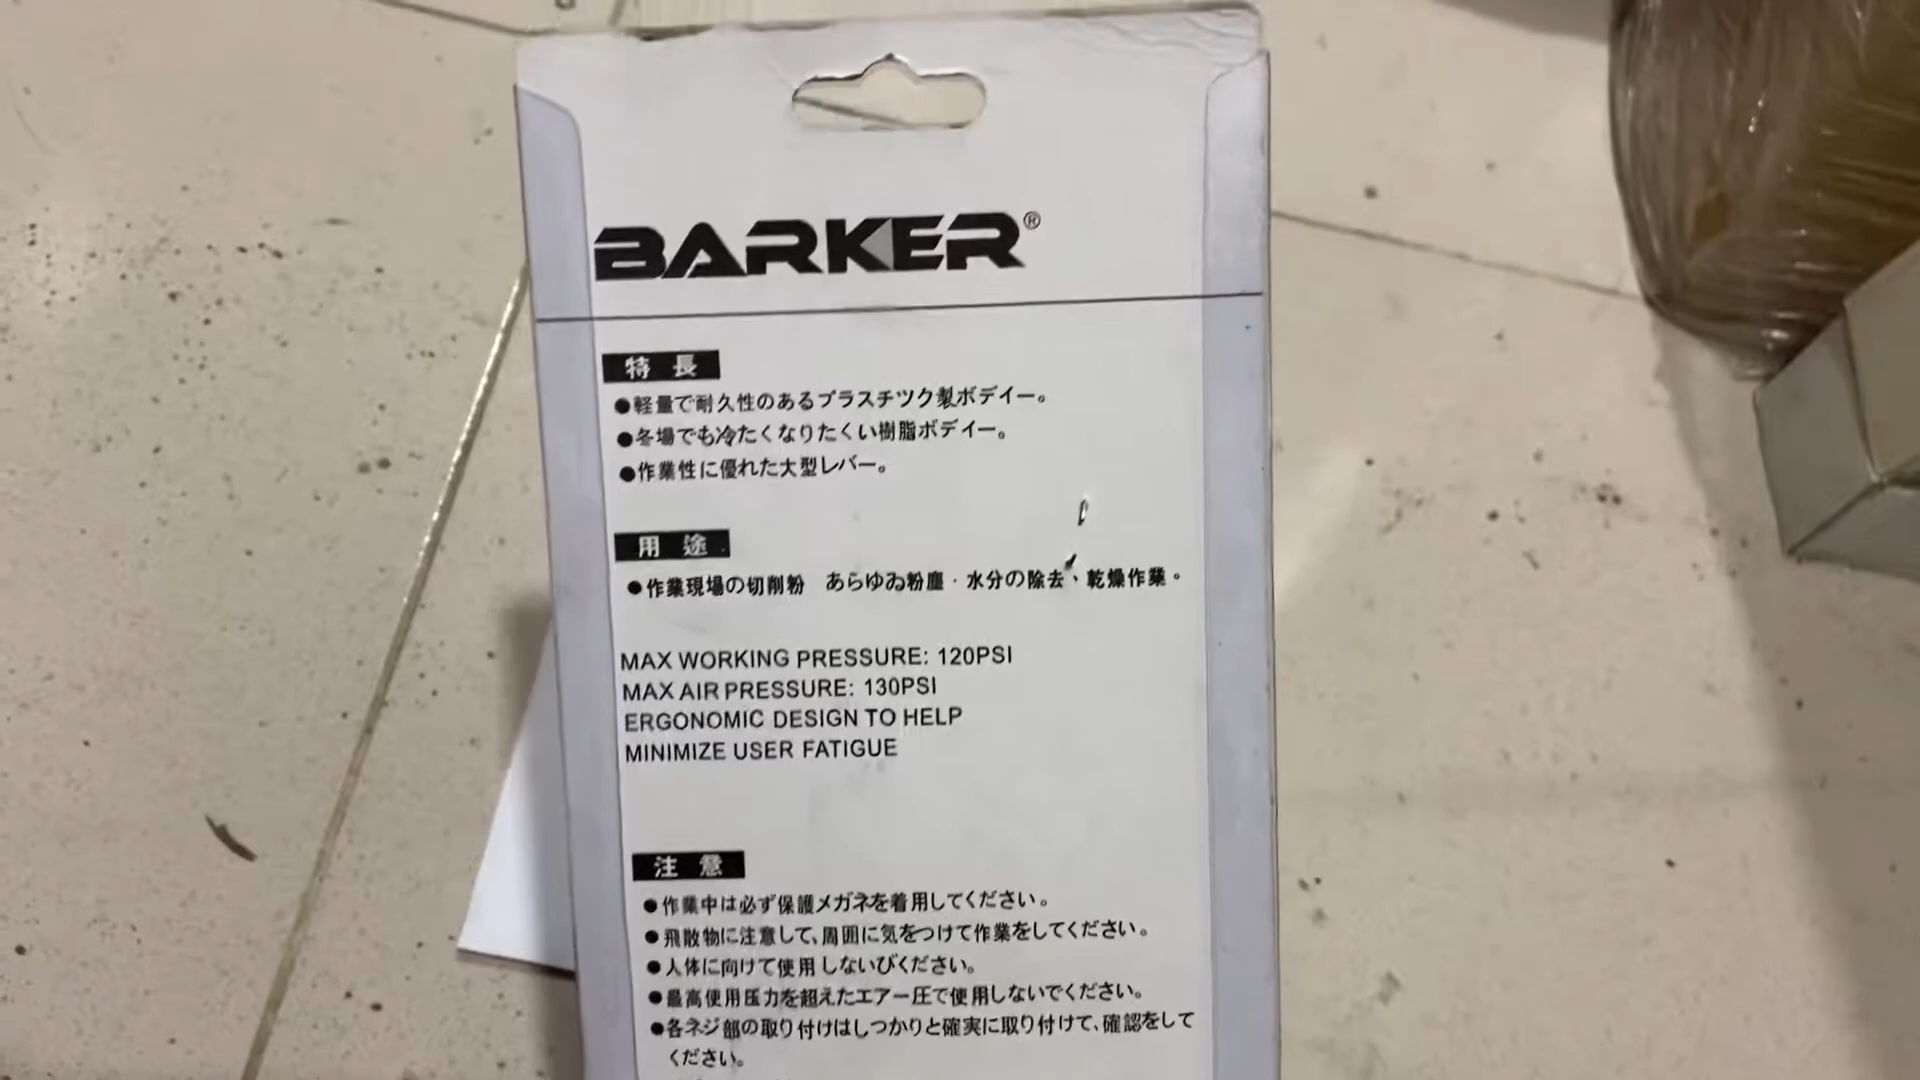 BARKER®
特長
●軽量で耐久性のあるプラスチツク製ボデイー。
●冬場でも冷たくなりたくい樹脂ボデイー。
●作業性に優れた大型レバー。
用途
●作業現場の切削粉 あらゆゐ粉塵・水分の除去、乾燥作業。
MAX WORKING PRESSURE: 120PSI
MAX AIR PRESSURE: 130PSI
ERGONOMIC DESIGN TO HELP
MINIMIZE USER FATIGUE
注意
●作業中は必ず保護メガネを着用してください。
●飛散物に注意して、周囲に気をつけて作業をしてください。
●人体に向けて使用しないびください。
●最高使用圧力を超えたエアー圧で使用しないでください。
●各ネジ部の取り付けはしつかりと確実に取り付けて、確認をして
ください。